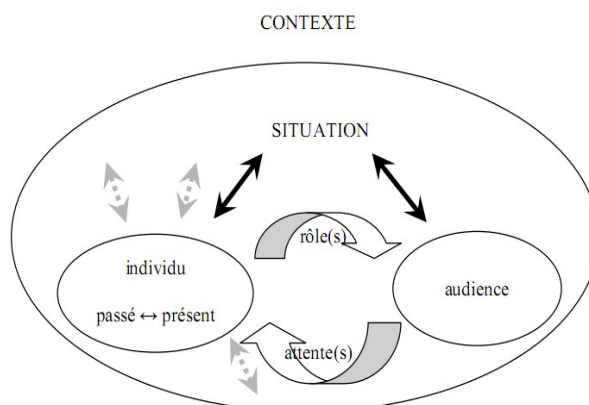 CONTEXTE
SITUATION
rôle(s)
individu
passé ↔ présent
audience
attente(s)